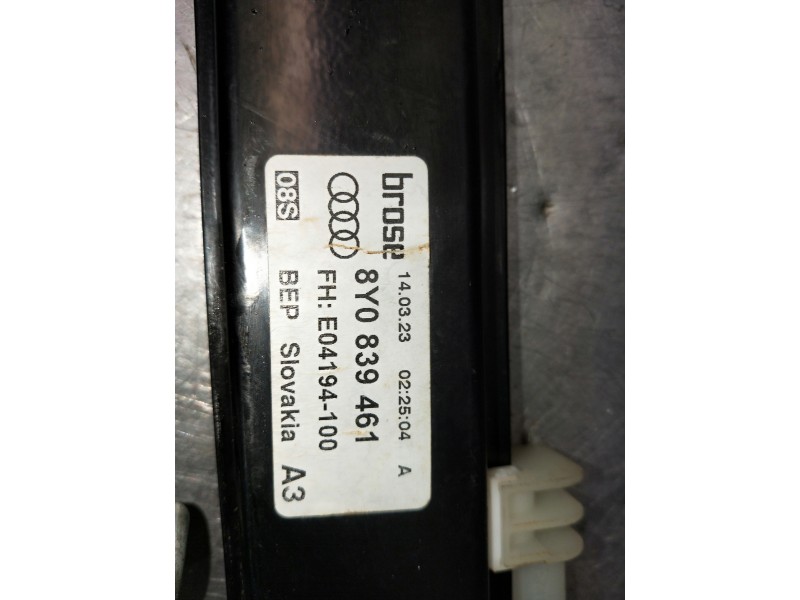 brose 14.03.23 02:25:04 A
8Y0 839 461
FH: E04194-100
08S BEP Slovakia A3